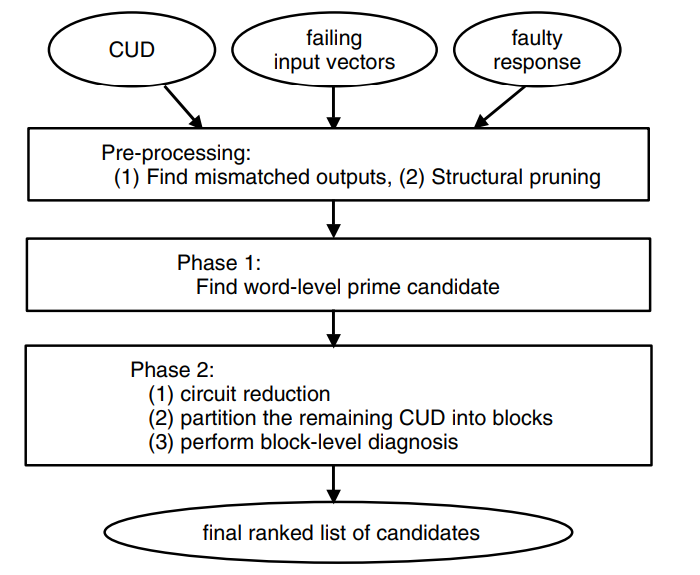 CUD
failing
input vectors
faulty
response
Pre-processing:
(1) Find mismatched outputs, (2) Structural pruning
Phase 1:
Find word-level prime candidate
Phase 2:
(1) circuit reduction
(2) partition the remaining CUD into blocks
(3) perform block-level diagnosis
final ranked list of candidates